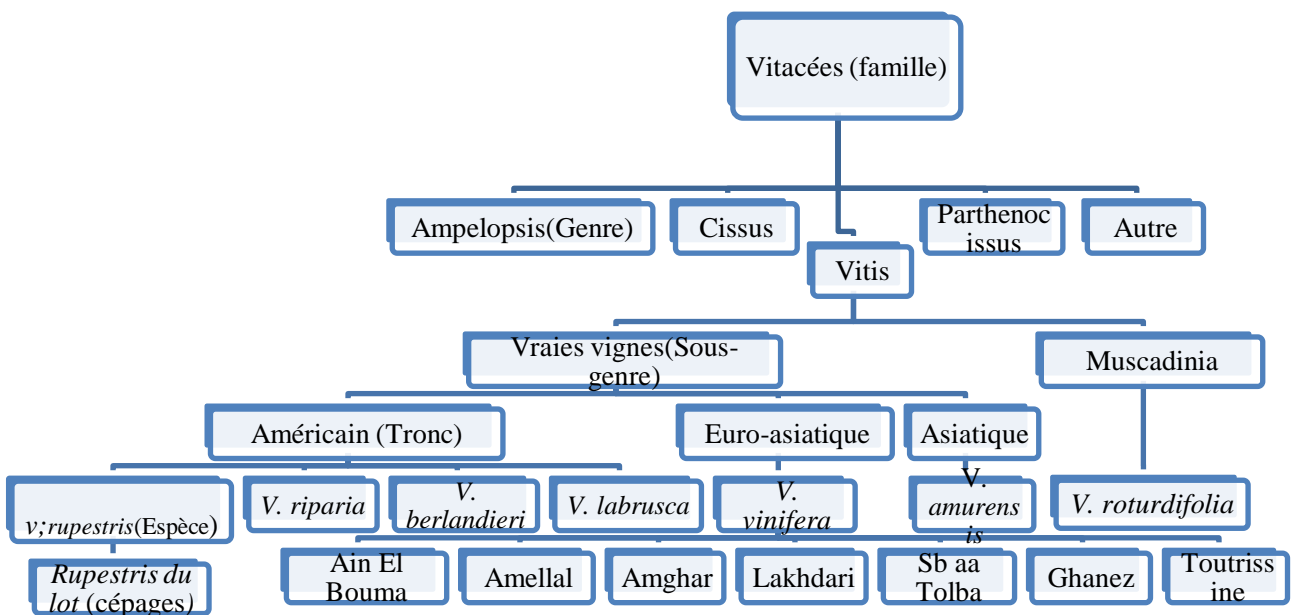 Vitacées (famille)
Ampelopsis(Genre)
Cissus
Parthenoc
issus
Autre
Vitis
Vraies vignes(Sous-
genre)
Muscadinia
Américain (Tronc)
Euro-asiatique
Asiatique
v;rupestris(Espèce)
V. riparia
V.
berlandieri
V. labrusca
V.
vinifera
V.
amurens
is
V. roturdifolia
Rupestris du
lot (cépages)
Ain El
Bouma
Amellal
Amghar
Lakhdari
Sb aa
Tolba
Ghanez
Toutriss
ine